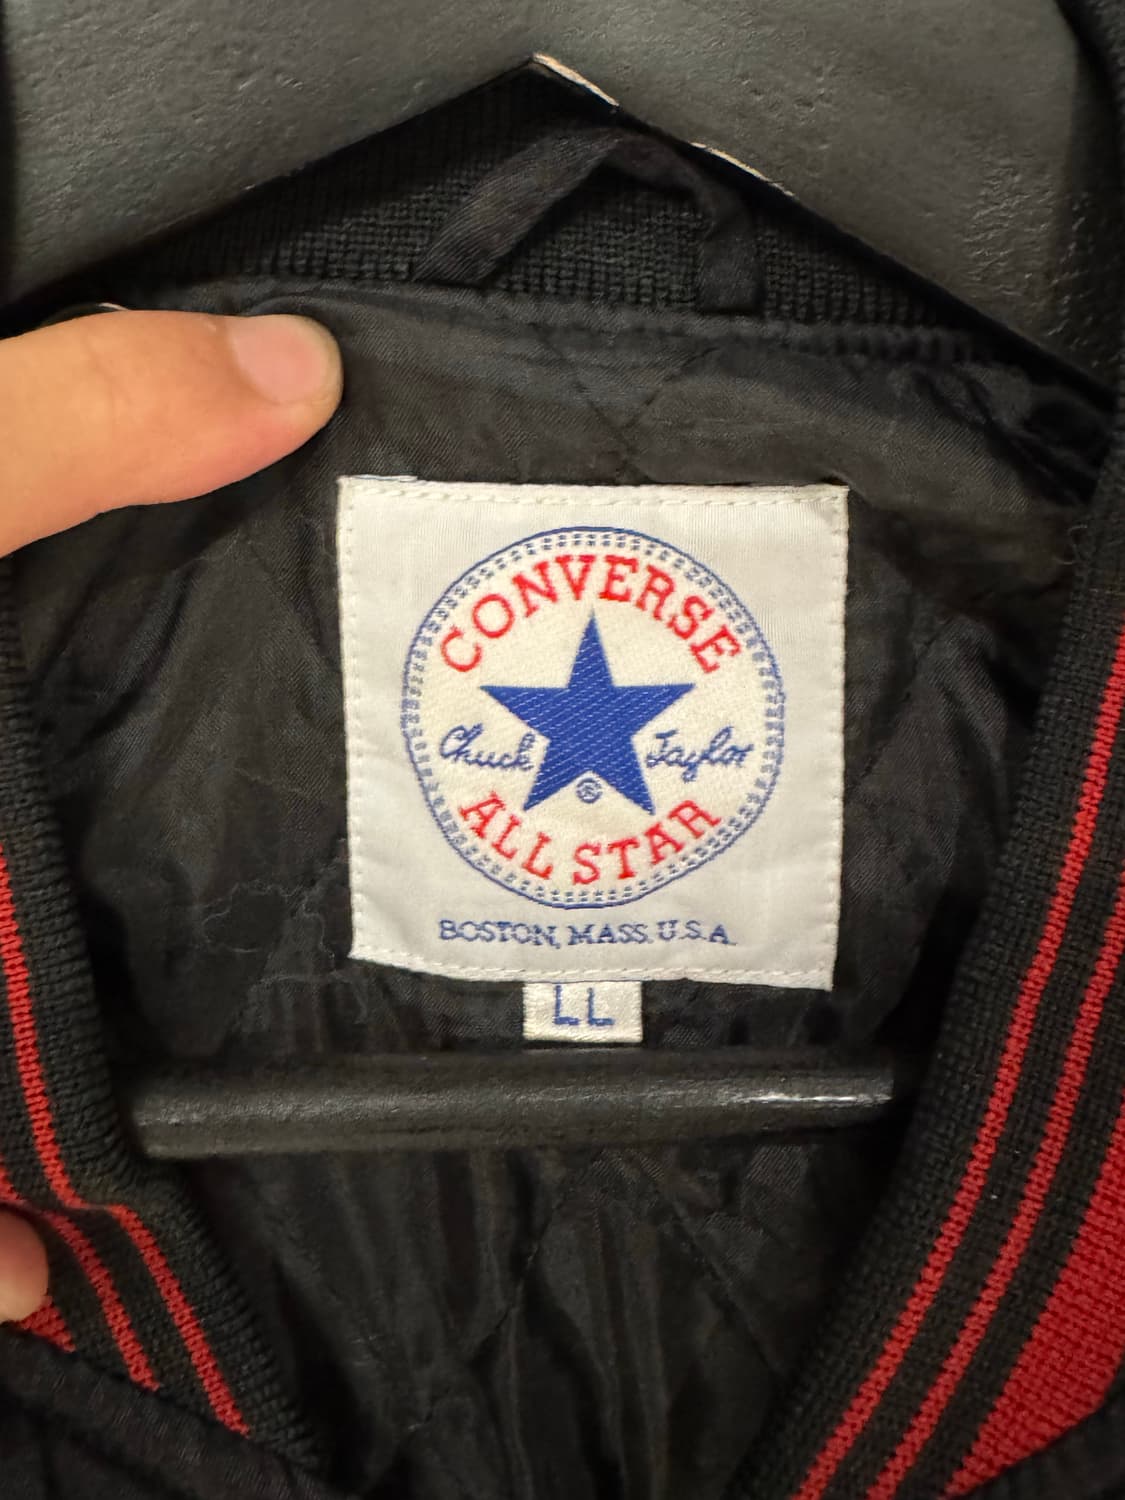 CONVERSE
Chuck Taylor
®
ALL STAR
BOSTON, MASS. U.S.A.
LL